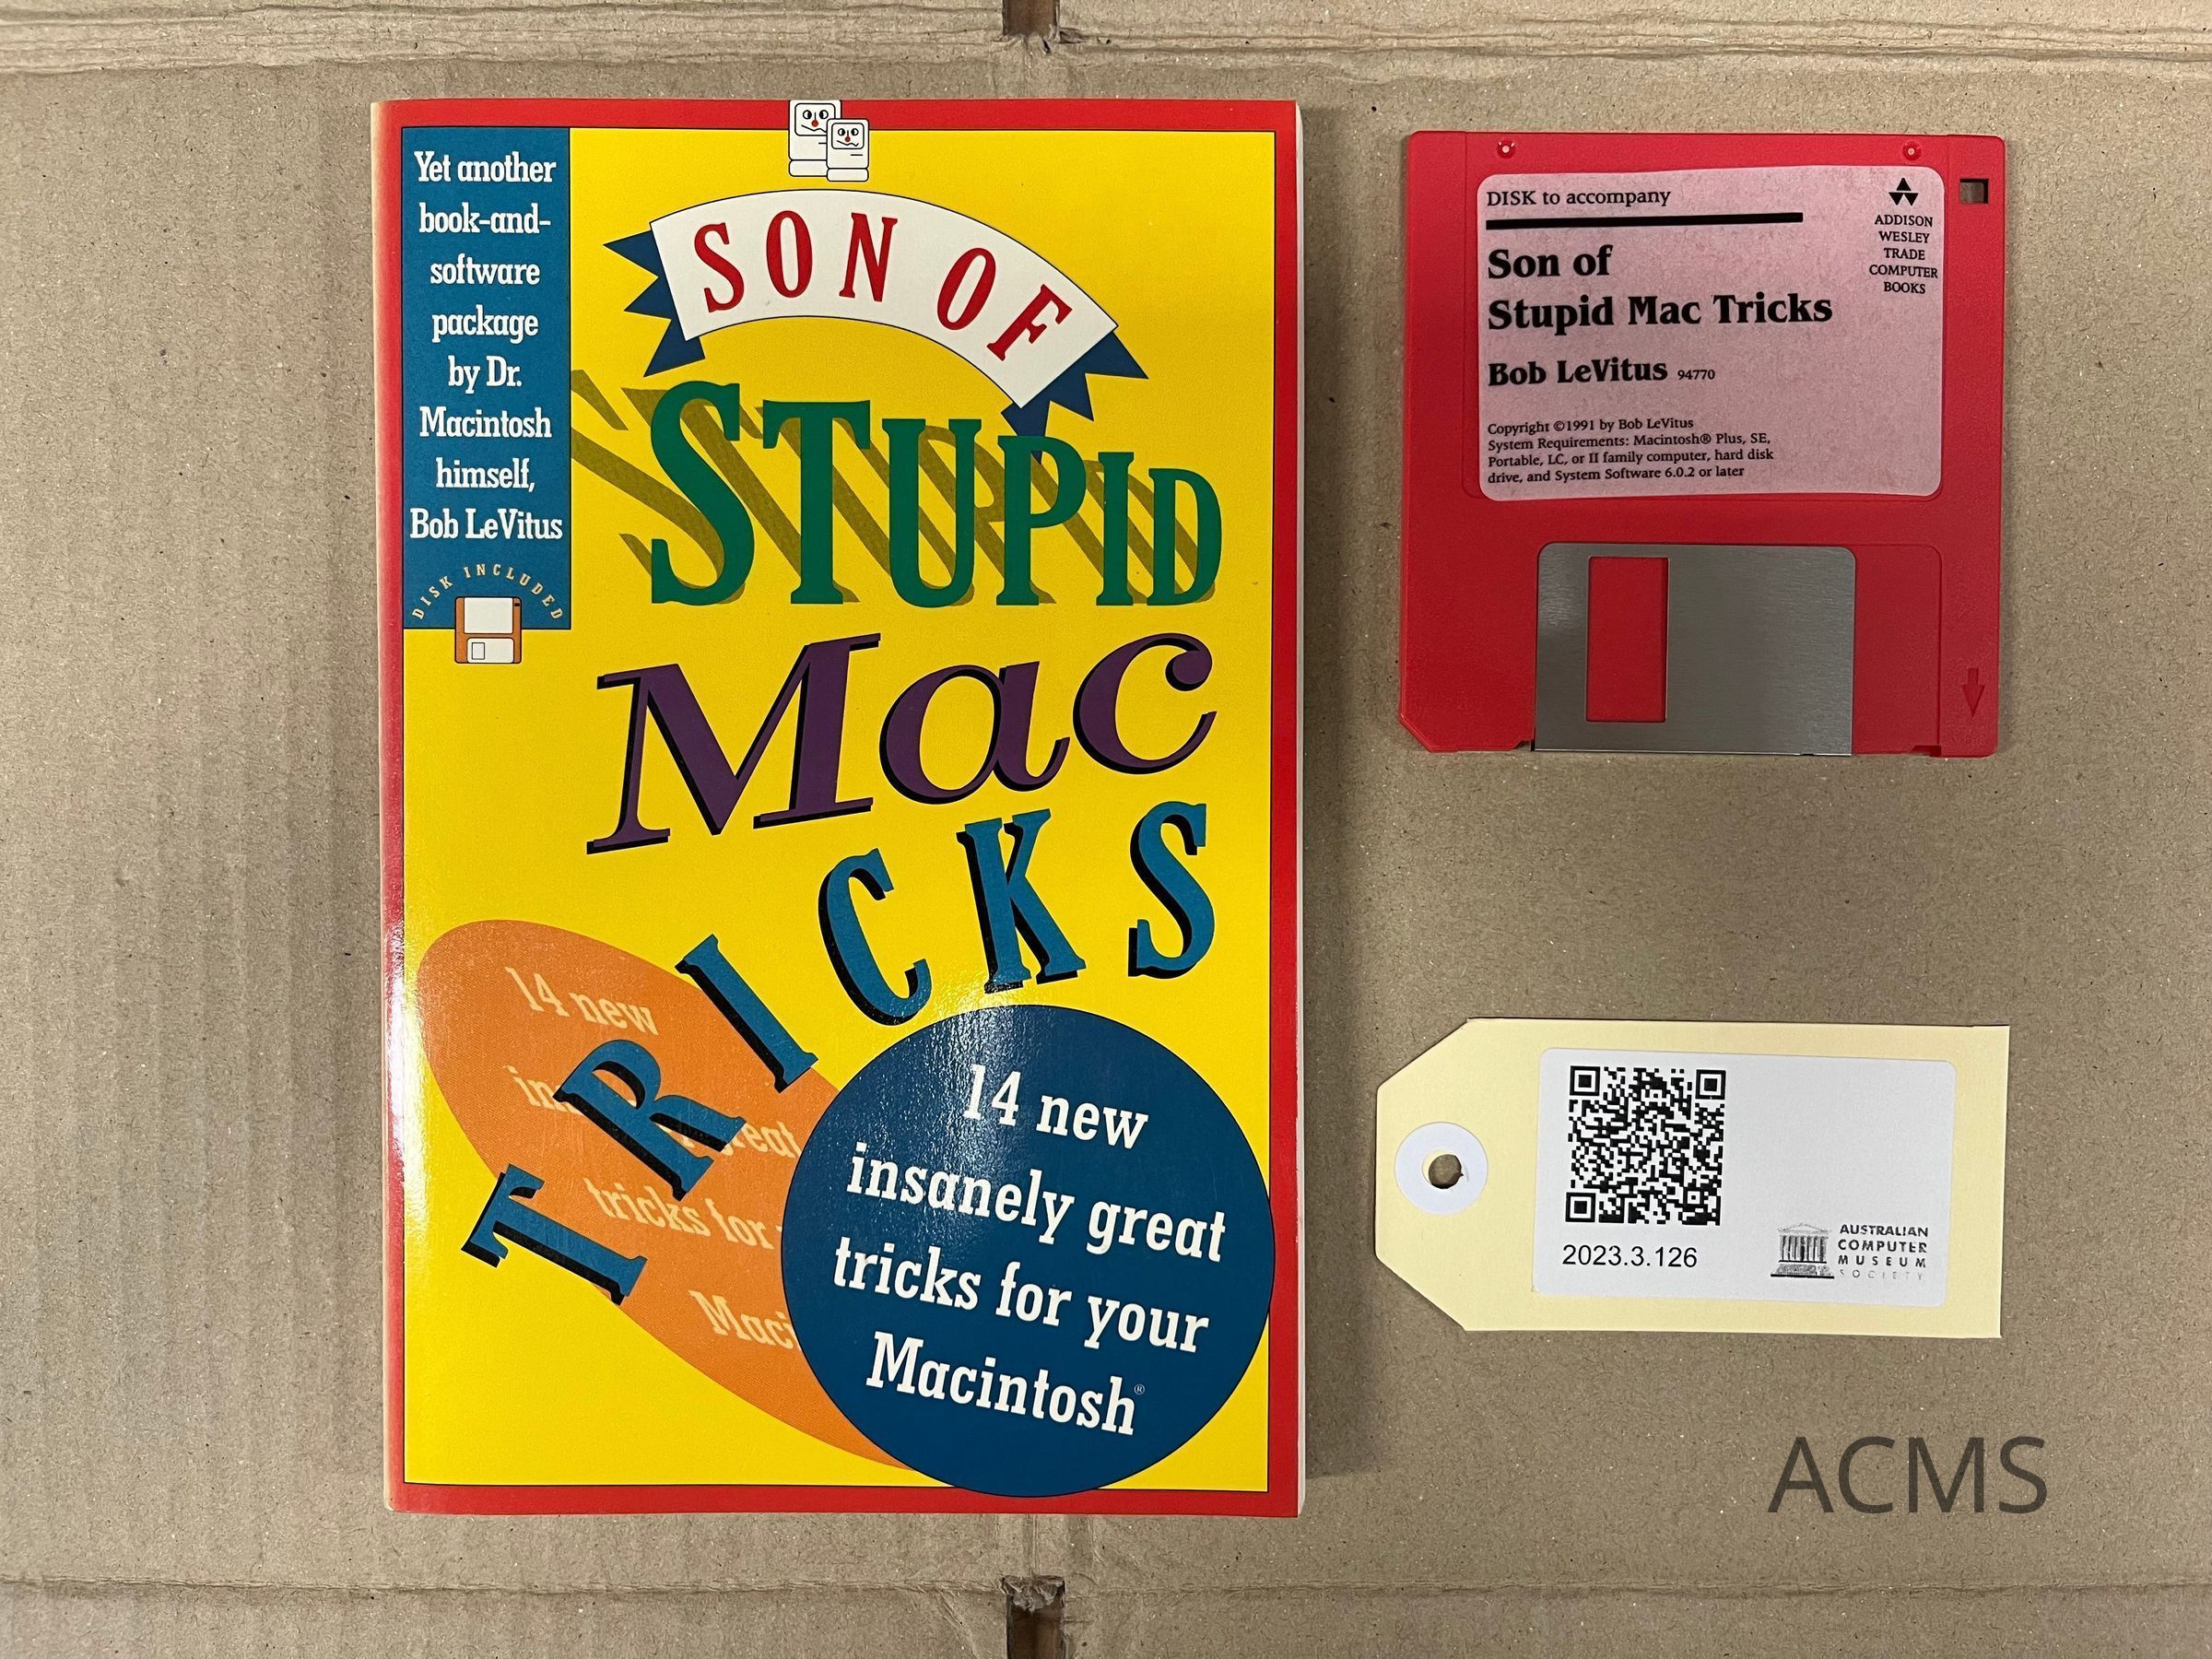 Yet another
book-and-
software
package
by Dr.
Macintosh
himself,
Bob LeVitus
DISK INCLUDED
SON OF
STUPID
Mac
TRICKS
14 new
tricks for
14 new
insanely great
tricks for your
Macintosh®
DISK to accompany
Son of
Stupid Mac Tricks
Bob LeVitus 94770
Copyright ©1991 by Bob LeVitus
System Requirements: Macintosh® Plus, SE,
Portable, LC, or II family computer, hard disk
drive, and System Software 6.0.2 or later
ADDISON
WESLEY
TRADE
COMPUTER
BOOKS
2023.3.126
AUSTRALIAN
COMPUTER
MUSEUM
SOCIETY
ACMS